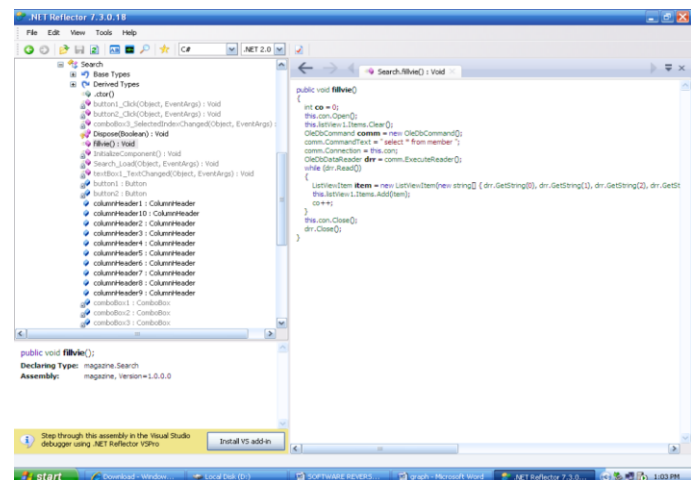 .NET Reflector 7.3.0.18
File Edit View Tools Help
C# .NET 2.0
Search
Base Types
Derived Types
.ctor()
button1_Click(Object, EventArgs) : Void
button2_Click(Object, EventArgs) : Void
comboBox3_SelectedIndexChanged(Object, EventArgs) :
Dispose(Boolean) : Void
fillvie() : Void
InitializeComponent() : Void
Search_Load(Object, EventArgs) : Void
textBox1_TextChanged(Object, EventArgs) : Void
button1 : Button
button2 : Button
columnHeader1 : ColumnHeader
columnHeader10 : ColumnHeader
columnHeader2 : ColumnHeader
columnHeader3 : ColumnHeader
columnHeader4 : ColumnHeader
columnHeader5 : ColumnHeader
columnHeader6 : ColumnHeader
columnHeader7 : ColumnHeader
columnHeader8 : ColumnHeader
columnHeader9 : ColumnHeader
comboBox1 : ComboBox
comboBox2 : ComboBox
comboBox3 : ComboBox
public void fillvie();
Declaring Type: magazine.Search
Assembly: magazine, Version=1.0.0.0
Step through this assembly in the Visual Studio
debugger using .NET Reflector VSPro
Install VS add-in
Search.fillvie() : Void
public void fillvie()
{
int co = 0;
this.con.Open();
this.listView1.Items.Clear();
OleDbCommand comm = new OleDbCommand();
comm.CommandText = " select * from member ";
comm.Connection = this.con;
OleDbDataReader drr = comm.ExecuteReader();
while (drr.Read())
{
ListViewItem item = new ListViewItem(new string[] { drr.GetString(0), drr.GetString(1), drr.GetString(2), drr.GetSt
this.listView1.Items.Add(item);
co++;
}
this.con.Close();
drr.Close();
}
start
Download - Window...
Local Disk (D:)
SOFTWARE REVERS...
graph - Microsoft Word
.NET Reflector 7.3.0...
1:03 PM